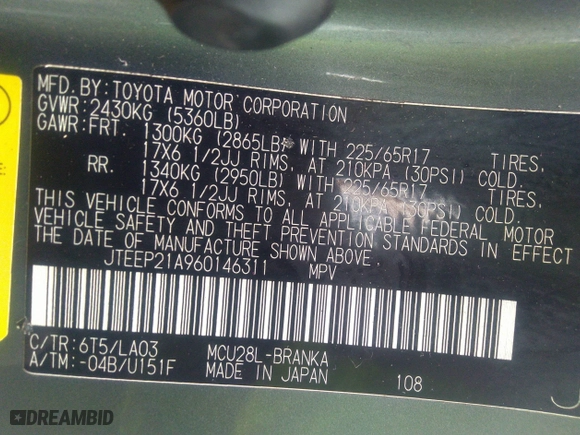 MFD.BY:TOYOTA MOTOR CORPORATION
GVWR:2430KG (5360LB)
GAWR:FRT. 1300KG (2865LB) WITH 225/65R17 TIRES.
17X6 1/2JJ RIMS, AT 210KPA (30PSI) COLD.
RR. 1340KG (2950LB) WITH 225/65R17 TIRES.
17X6 1/2JJ RIMS, AT 210KPA (30PSI) COLD.
THIS VEHICLE CONFORMS TO ALL APPLICABLE FEDERAL MOTOR
VEHICLE SAFETY AND THEFT PREVENTION STANDARDS IN EFFECT
ON THE DATE OF MANUFACTURE SHOWN ABOVE.
JTEEP21A960146311 MPV
C/TR:6T5/LA03 MCU28L-BRANKA
A/TM:-04B/U151F MADE IN JAPAN 108
DREAMBID